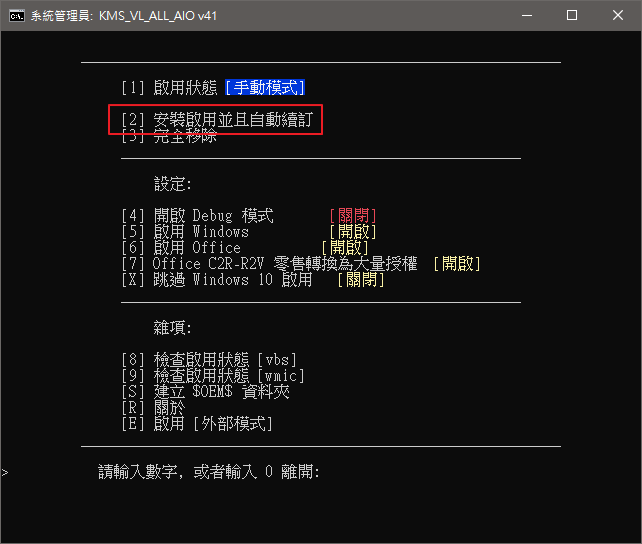 系統管理員: KMS_VL_ALL_AIO v41
[1] 啟用狀態 [手動模式]
[2] 安裝啟用並且自動續訂
[3] 完全移除
設定:
[4] 開啟 Debug 模式 [關閉]
[5] 啟用 Windows [開啟]
[6] 啟用 Office [開啟]
[7] Office C2R-R2V 零售轉換為大量授權 [開啟]
[X] 跳過 Windows 10 啟用 [關閉]
雜項:
[8] 檢查啟用狀態 [vbs]
[9] 檢查啟用狀態 [wmic]
[S] 建立 $OEM$ 資料夾
[R] 關於
[E] 啟用 [外部模式]
> 請輸入數字, 或者輸入 0 離開: